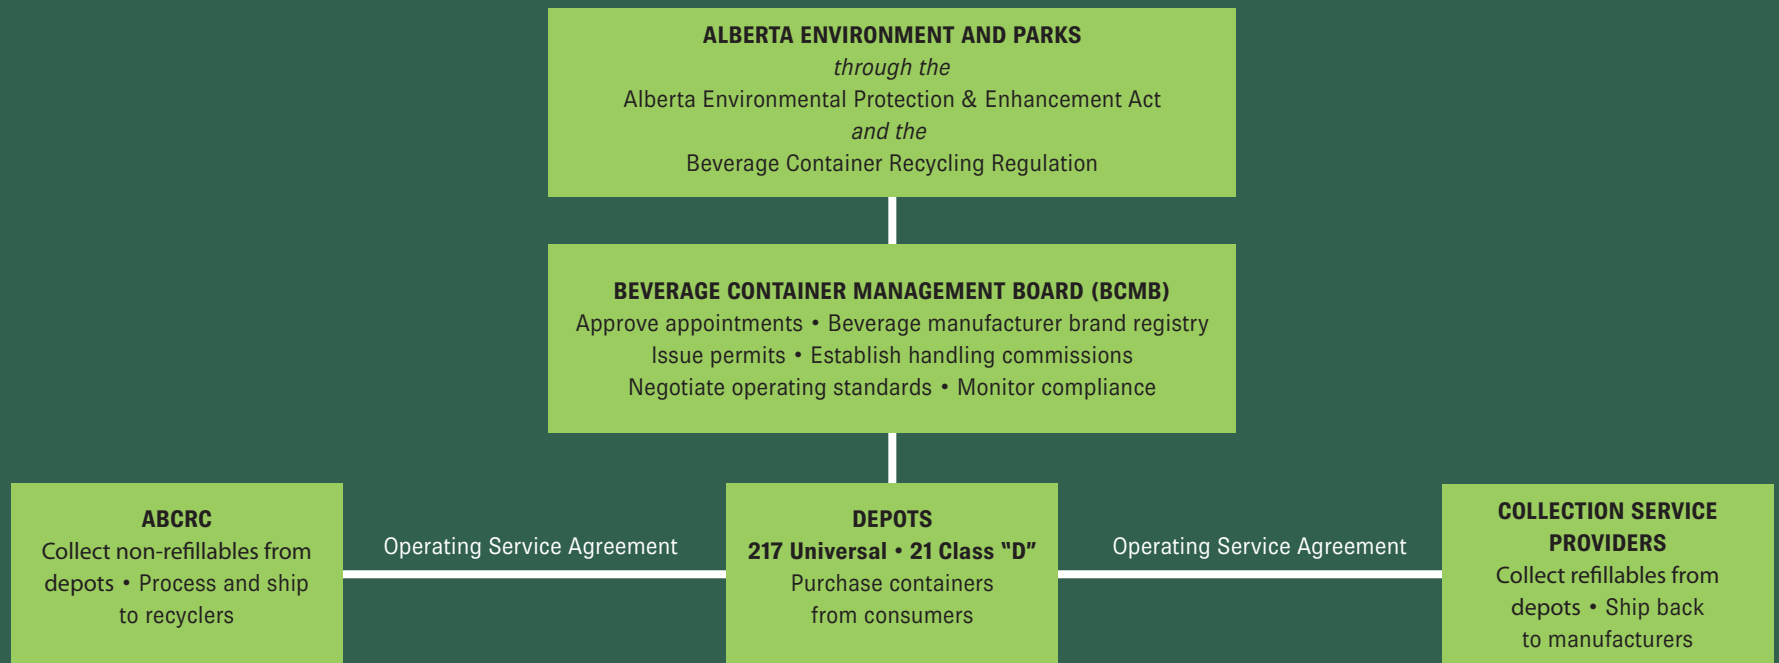 ALBERTA ENVIRONMENT AND PARKS
through the
Alberta Environmental Protection & Enhancement Act
and the
Beverage Container Recycling Regulation
BEVERAGE CONTAINER MANAGEMENT BOARD (BCMB)
Approve appointments • Beverage manufacturer brand registry
Issue permits • Establish handling commissions
Negotiate operating standards • Monitor compliance
ABCRC
Collect non-refillables from
depots • Process and ship
to recyclers
Operating Service Agreement
DEPOTS
217 Universal • 21 Class "D"
Purchase containers
from consumers
Operating Service Agreement
COLLECTION SERVICE
PROVIDERS
Collect refillables from
depots • Ship back
to manufacturers